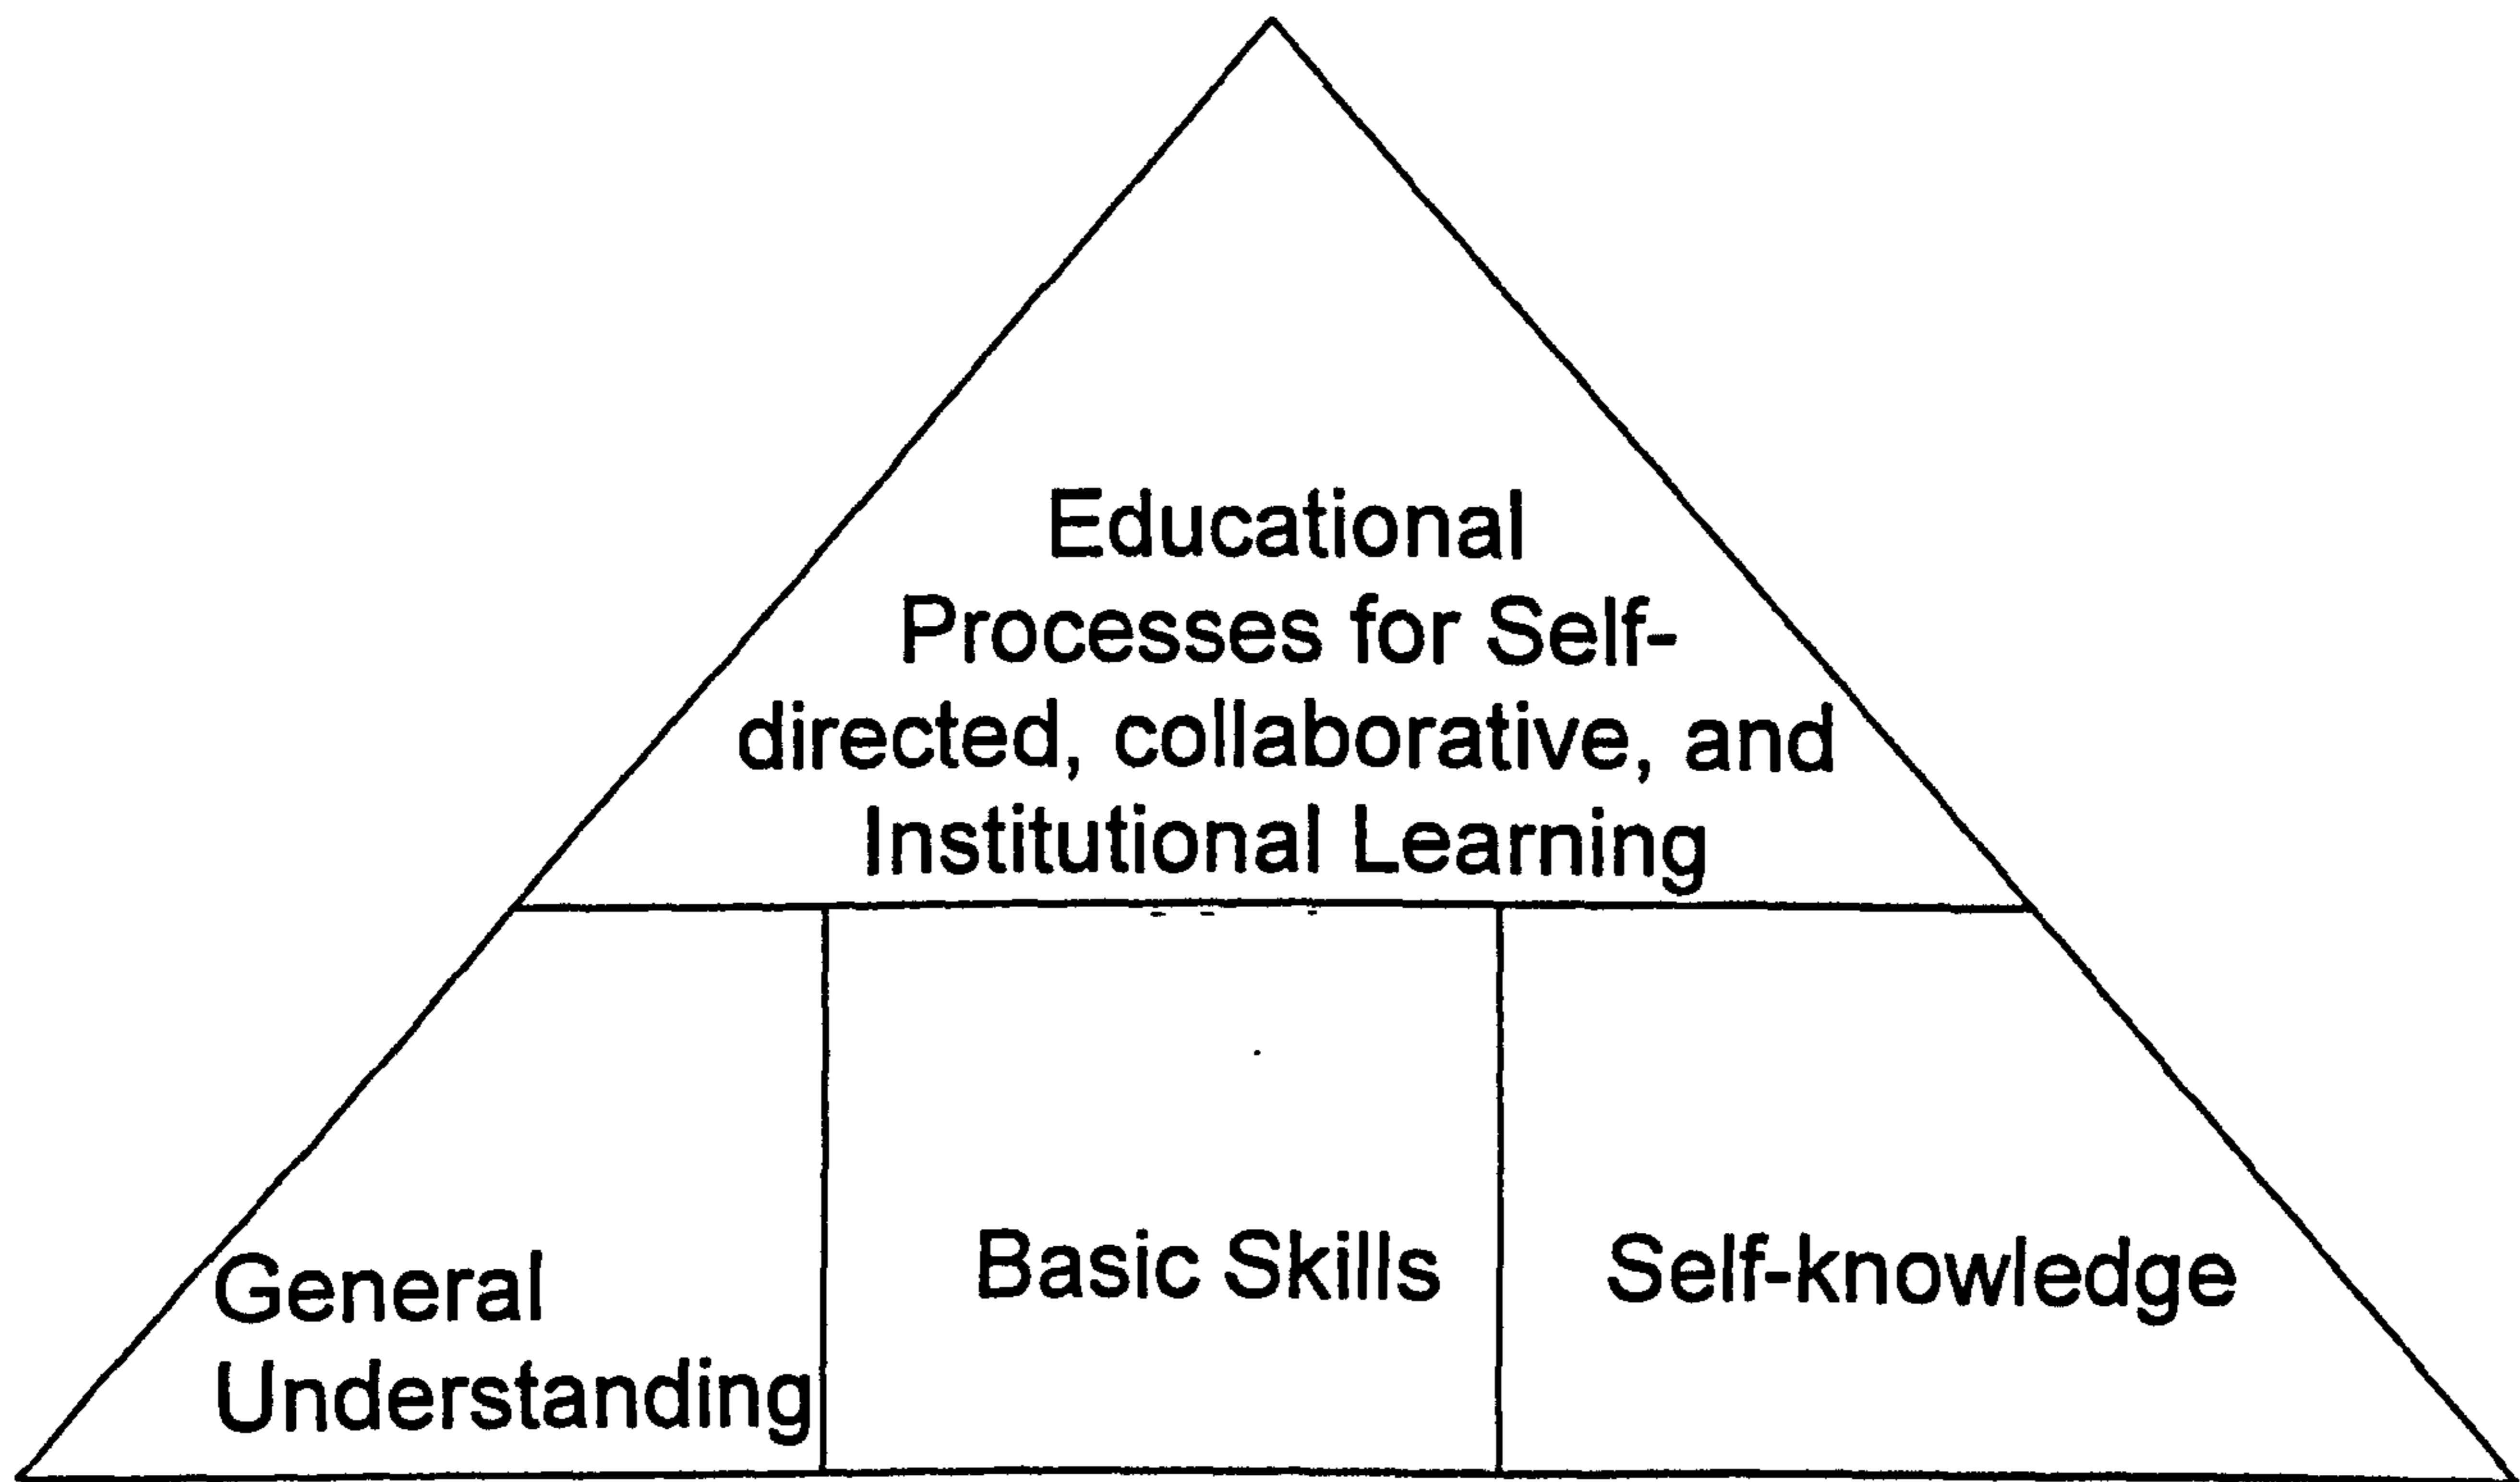 Educational
Processes for Self-
directed, collaborative, and
Institutional Learning
General
Understanding
Basic Skills
Self-knowledge